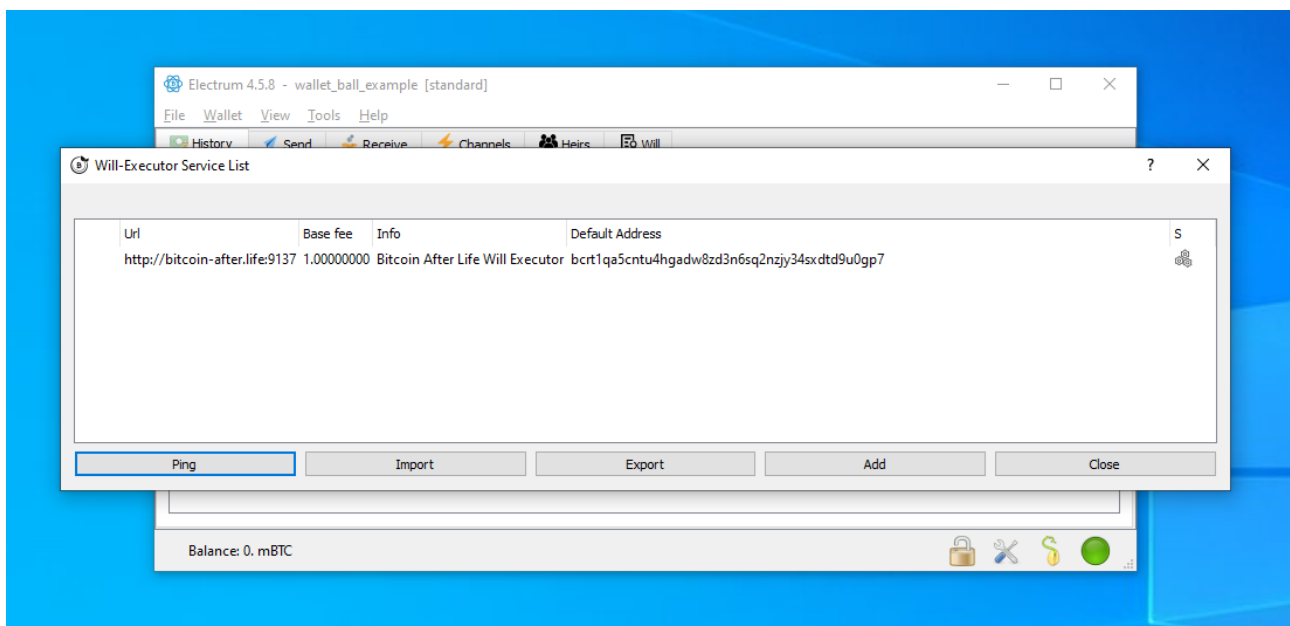 Electrum 4.5.8 - wallet_ball_example [standard]
File Wallet View Tools Help
History Send Receive Channels Heirs Will
Will-Executor Service List ?
Url Base fee Info Default Address S
http://bitcoin-after.life:9137 1.00000000 Bitcoin After Life Will Executor bcrt1qa5cntu4hgadw8zd3n6sq2nzjy34sxdtd9u0gp7
Ping Import Export Add Close
Balance: 0. mBTC